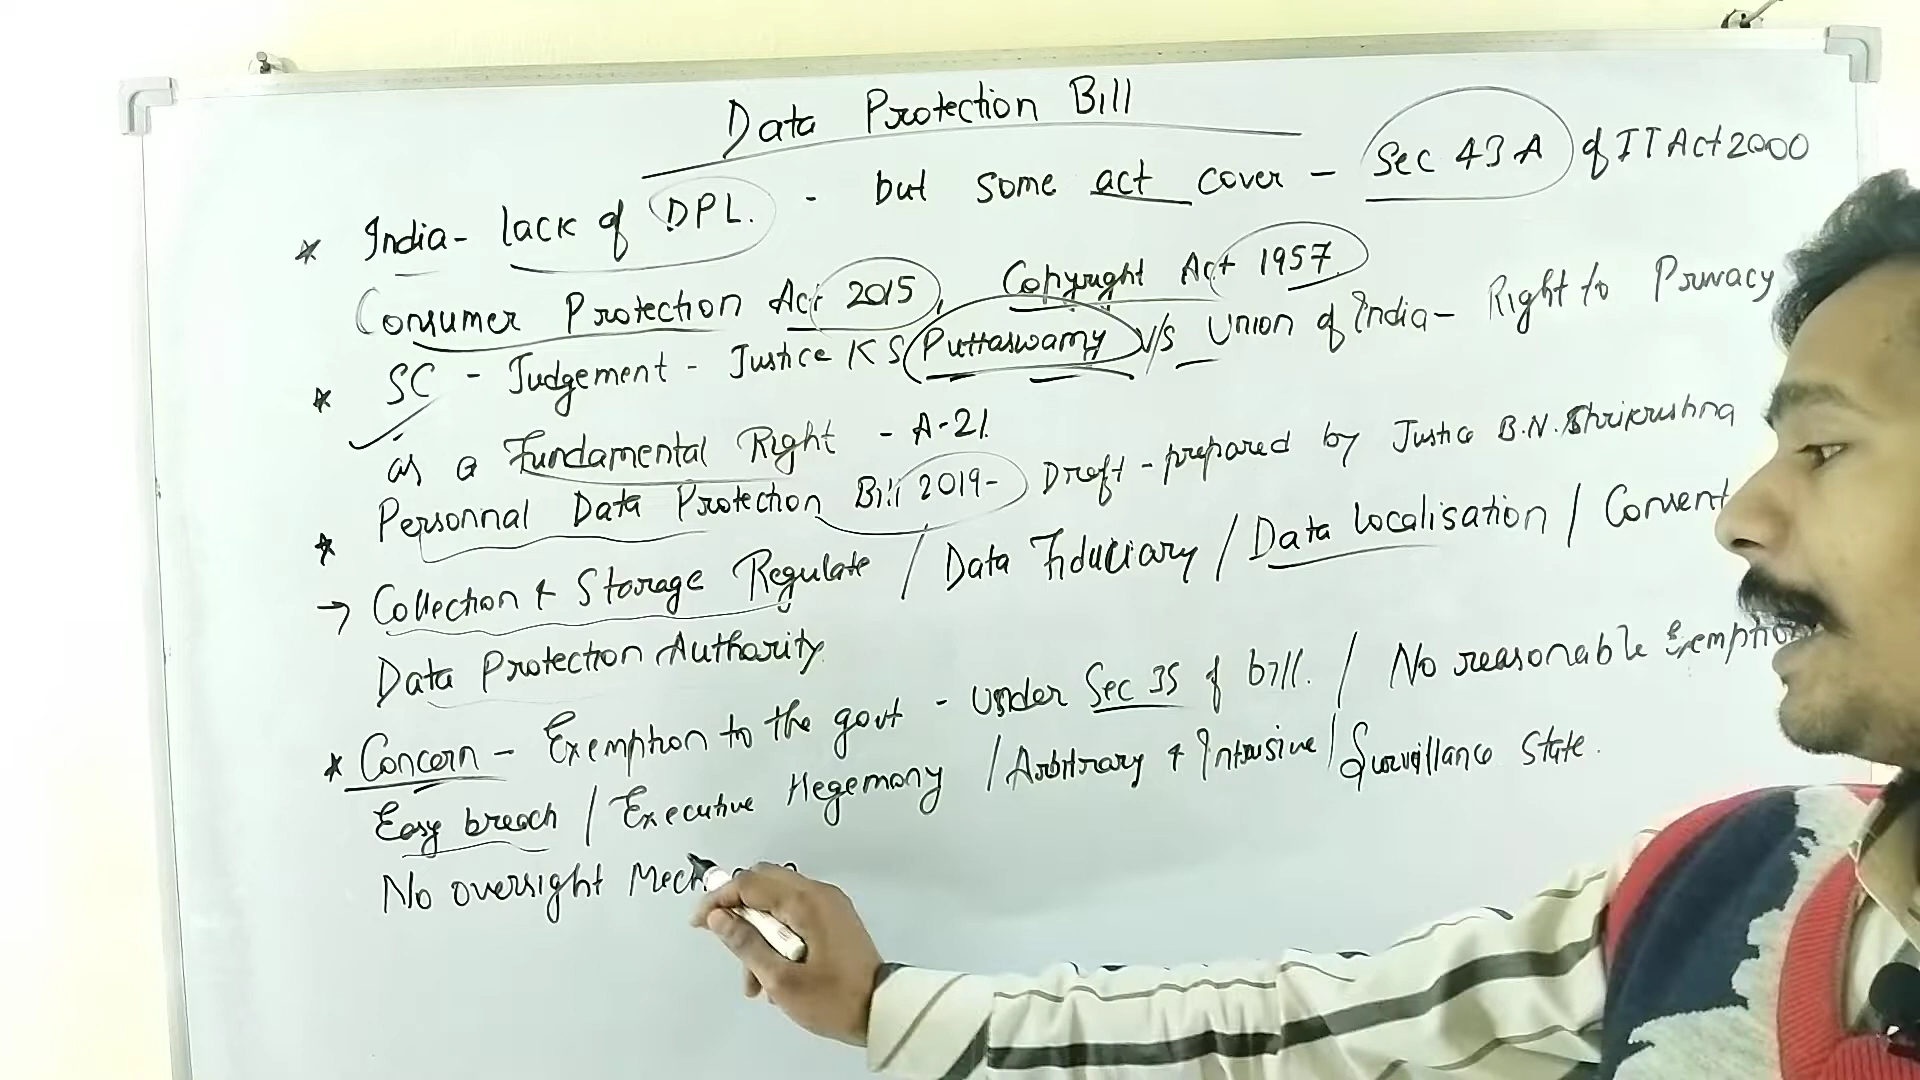 Data Protection Bill
* India - lack of DPL. - but some act cover - Sec 43A of IT Act 2000
Consumer Protection Act 2015, Copyright Act 1957
* SC - Judgement - Justice KS Puttaswamy V/S Union of India - Right to Privacy
as a Fundamental Right - A-21.
* Personnal Data Protection Bill 2019 - Draft - prepared by Justice B.N. Shrikrushna
→ Collection & Storage Regulate / Data Fiduciary / Data Localisation / Consent
Data Protection Authority
* Concern - Exemption to the govt - under Sec 35 of bill. / No reasonable Exemption
Easy breach / Executive Hegemony / Arbitrary & Intrusive / Survillance State.
No oversight